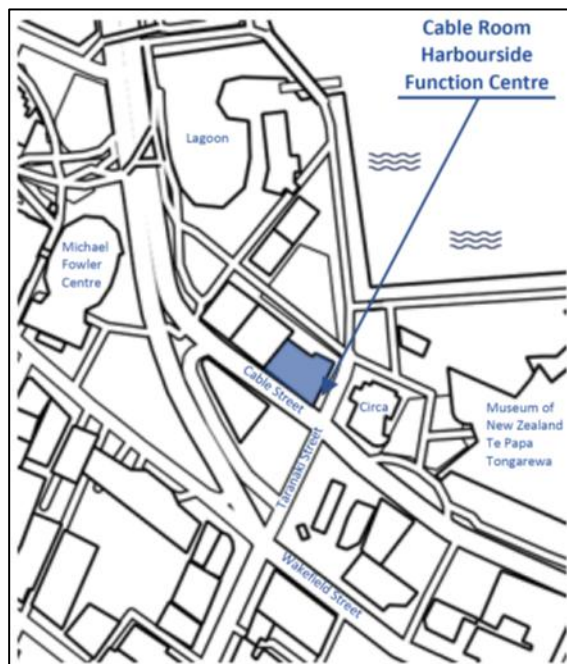 Cable Room
Harbourside
Function Centre
Lagoon
Michael
Fowler
Centre
Cable Street
Circa
Museum of
New Zealand
Te Papa
Tongarewa
Taranaki Street
Wakefield Street